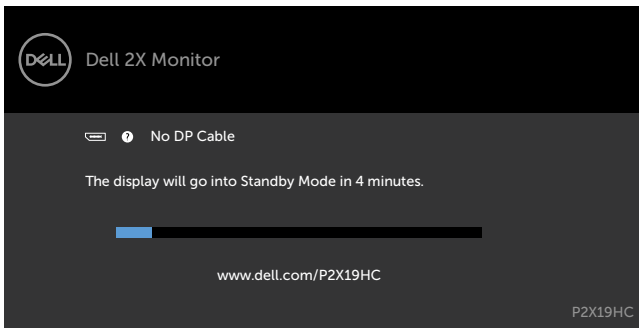 DELL Dell 2X Monitor
? No DP Cable
The display will go into Standby Mode in 4 minutes.
www.dell.com/P2X19HC
P2X19HC